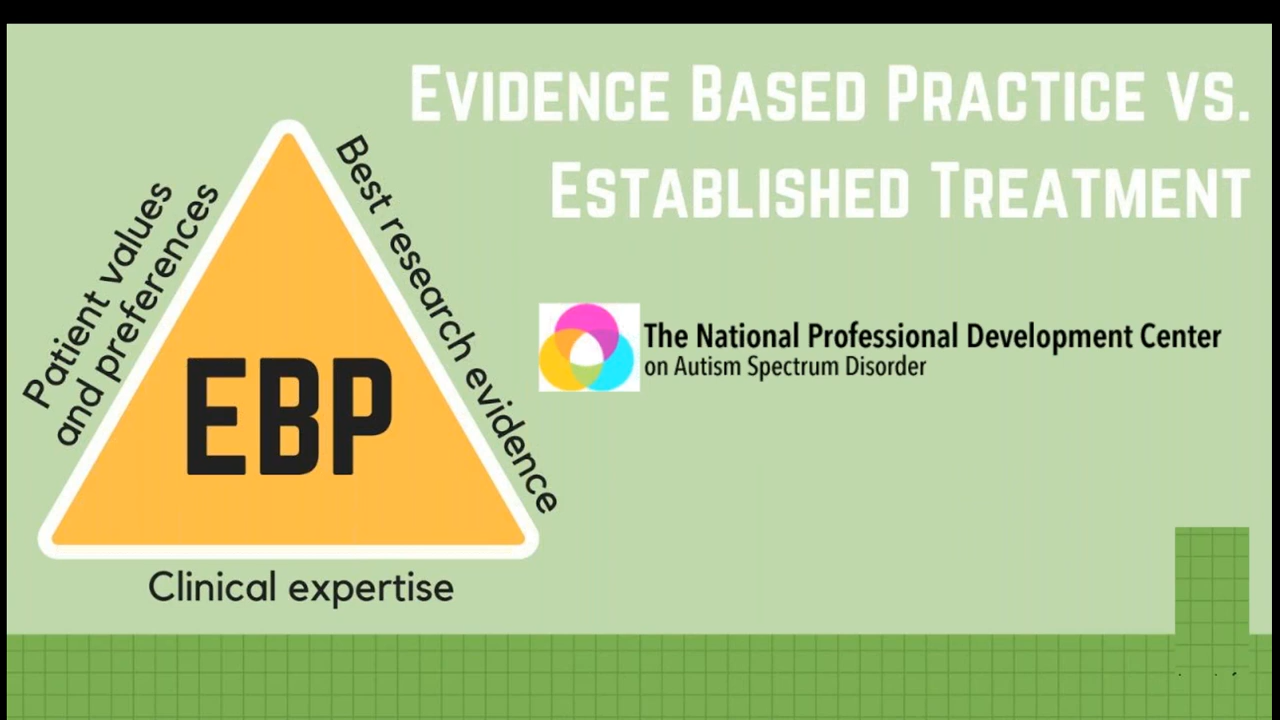 Evidence Based Practice vs.
Established Treatment
Patient values
and preferences
Best research evidence
EBP
Clinical expertise
The National Professional Development Center
on Autism Spectrum Disorder